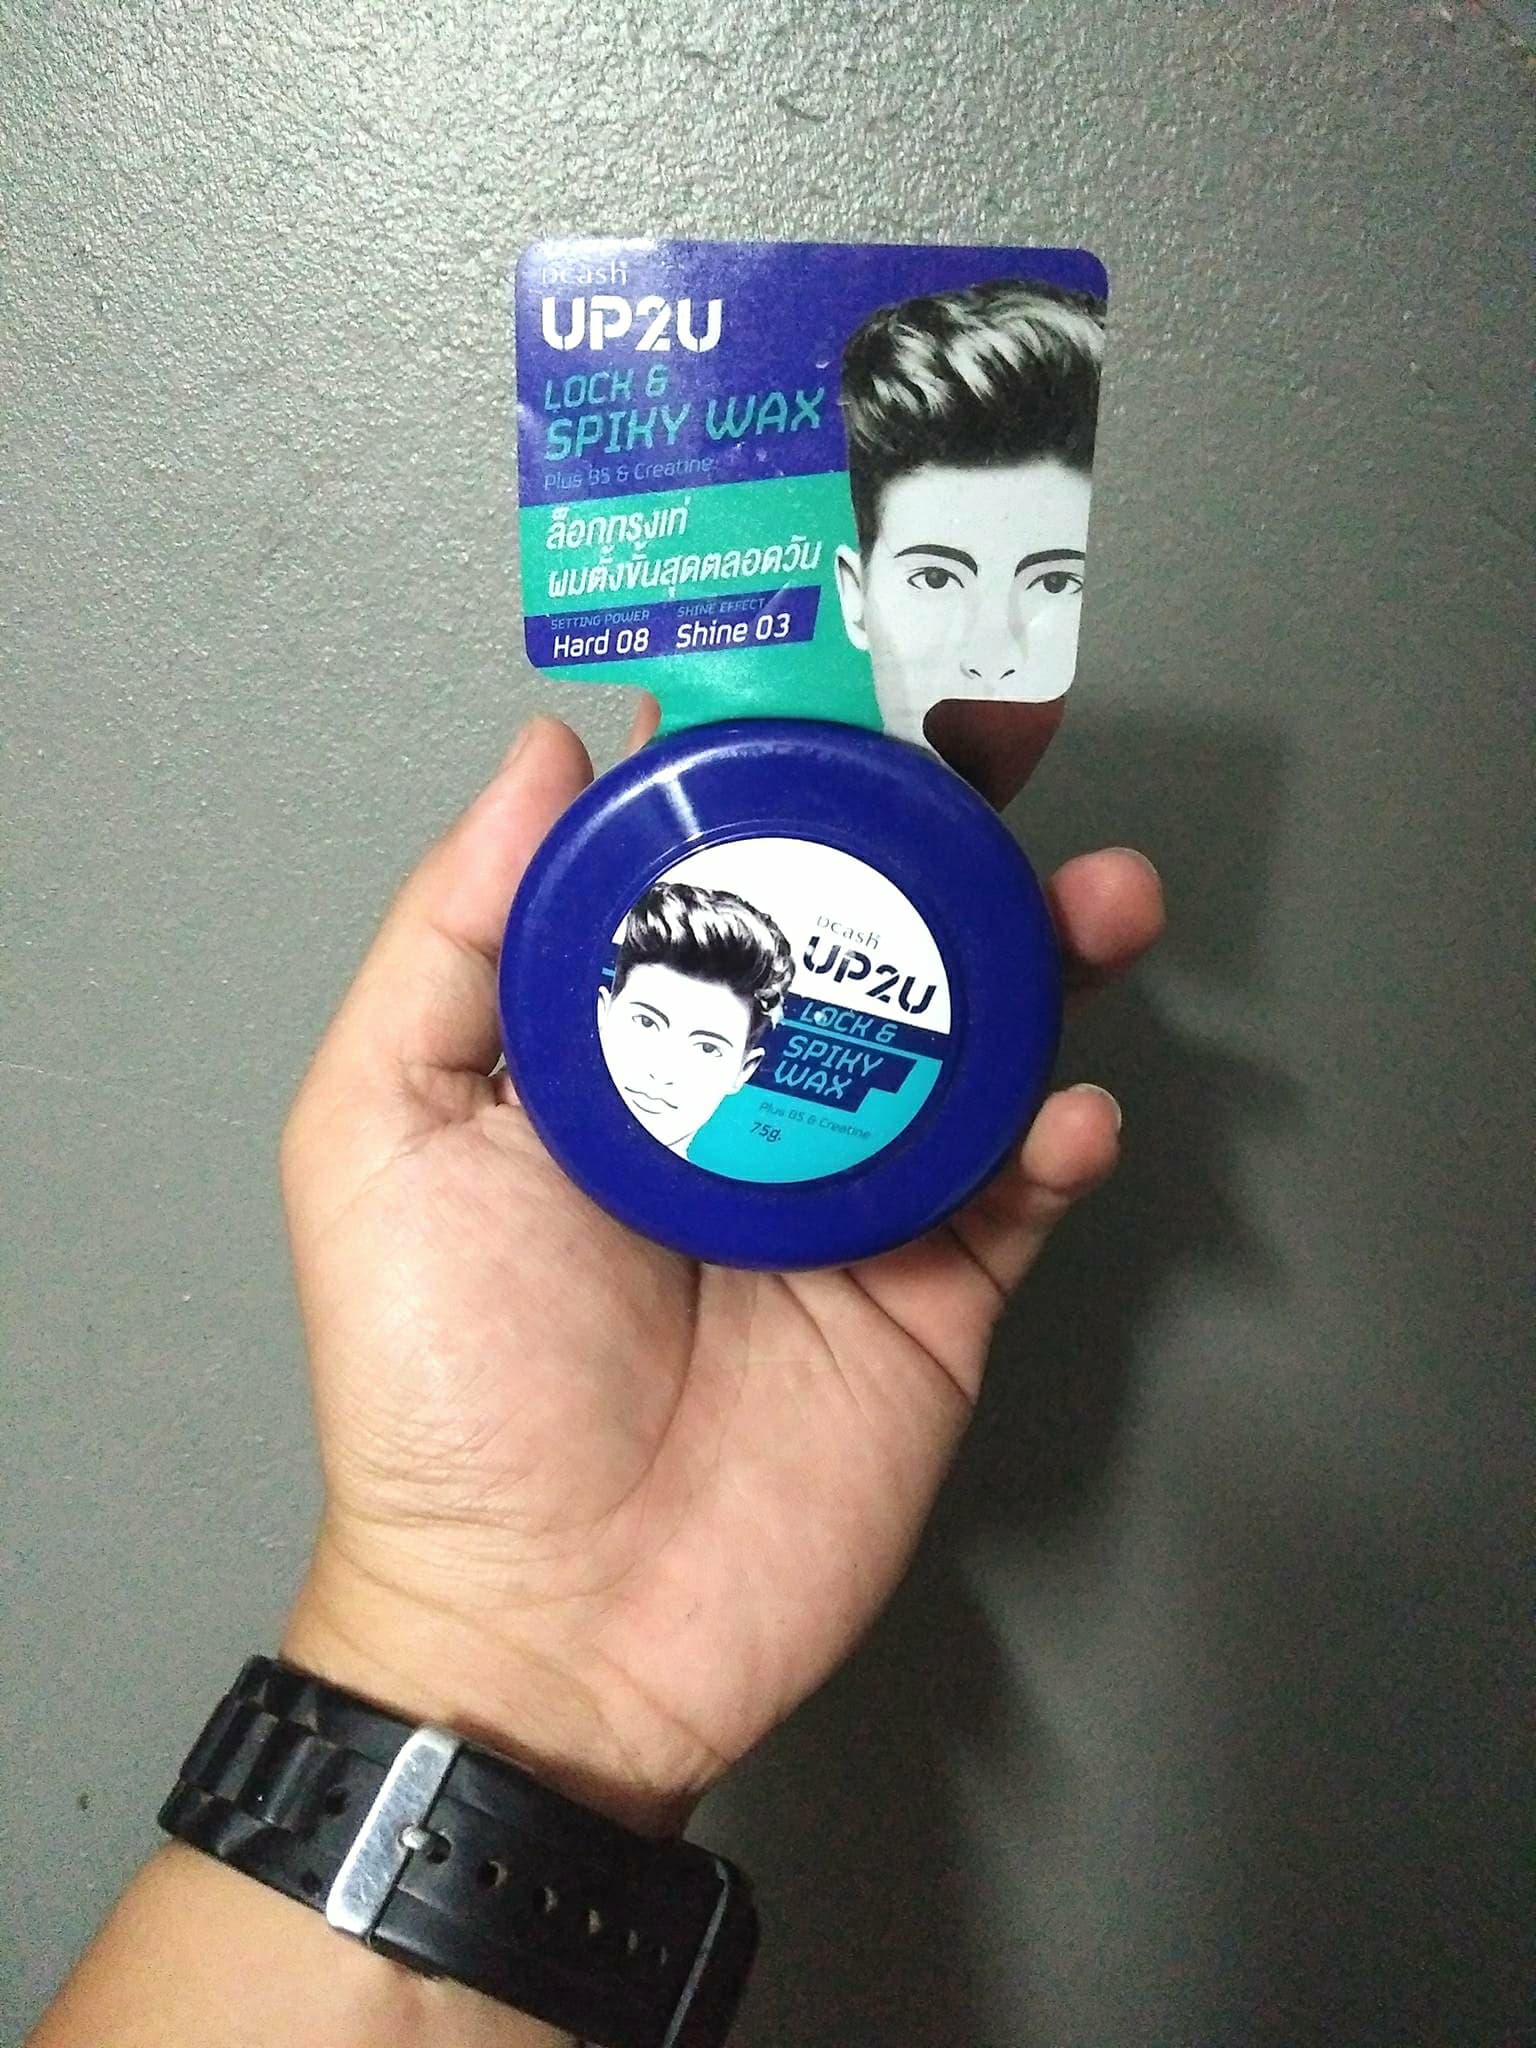 Dcash
UP2U
LOCK &
SPIKY WAX
Plus B5 & Creatine
ล็อกทรงเท่
ผมตั้งขั้นสุดตลอดวัน
SETTING POWER SHINE EFFECT
Hard 08 Shine 03
Dcash
UP2U
LOCK &
SPIKY
WAX
Plus B5 & Creatine
75g.